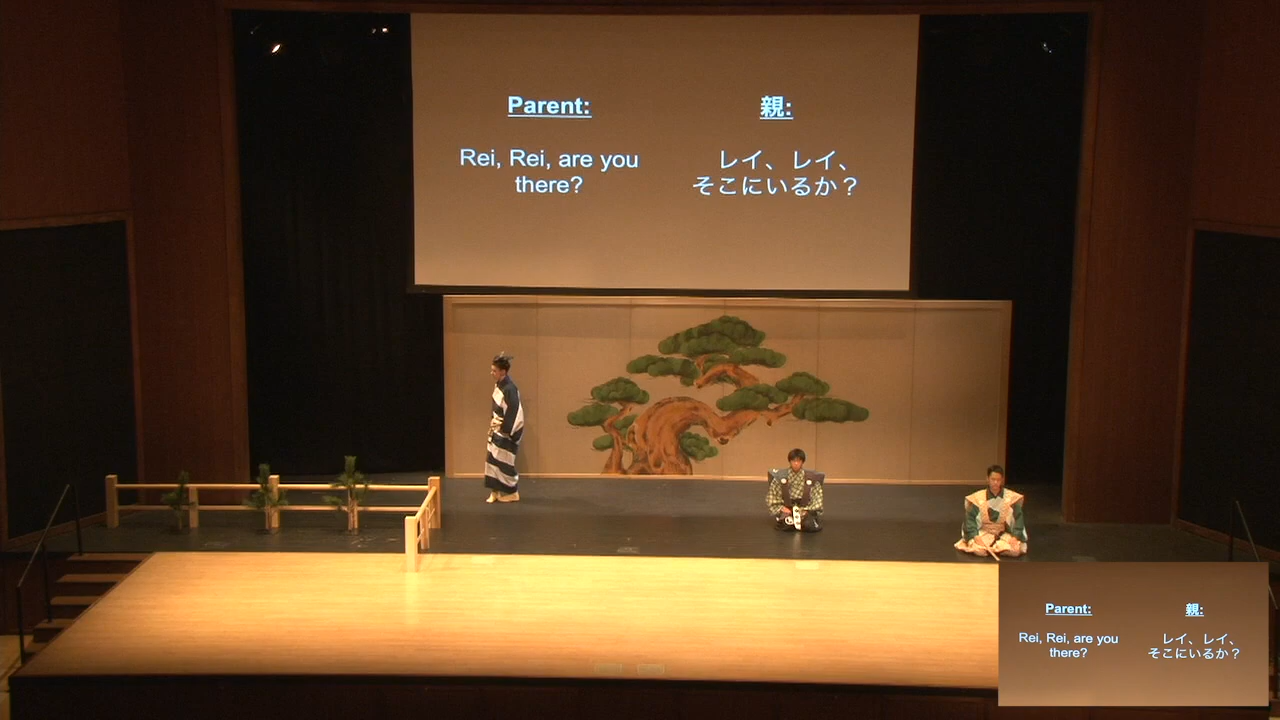 Parent:
Rei, Rei, are you
there?
親:
レイ、レイ、
そこにいるか？
Parent:
Rei, Rei, are you
there?
親:
レイ、レイ、
そこにいるか？